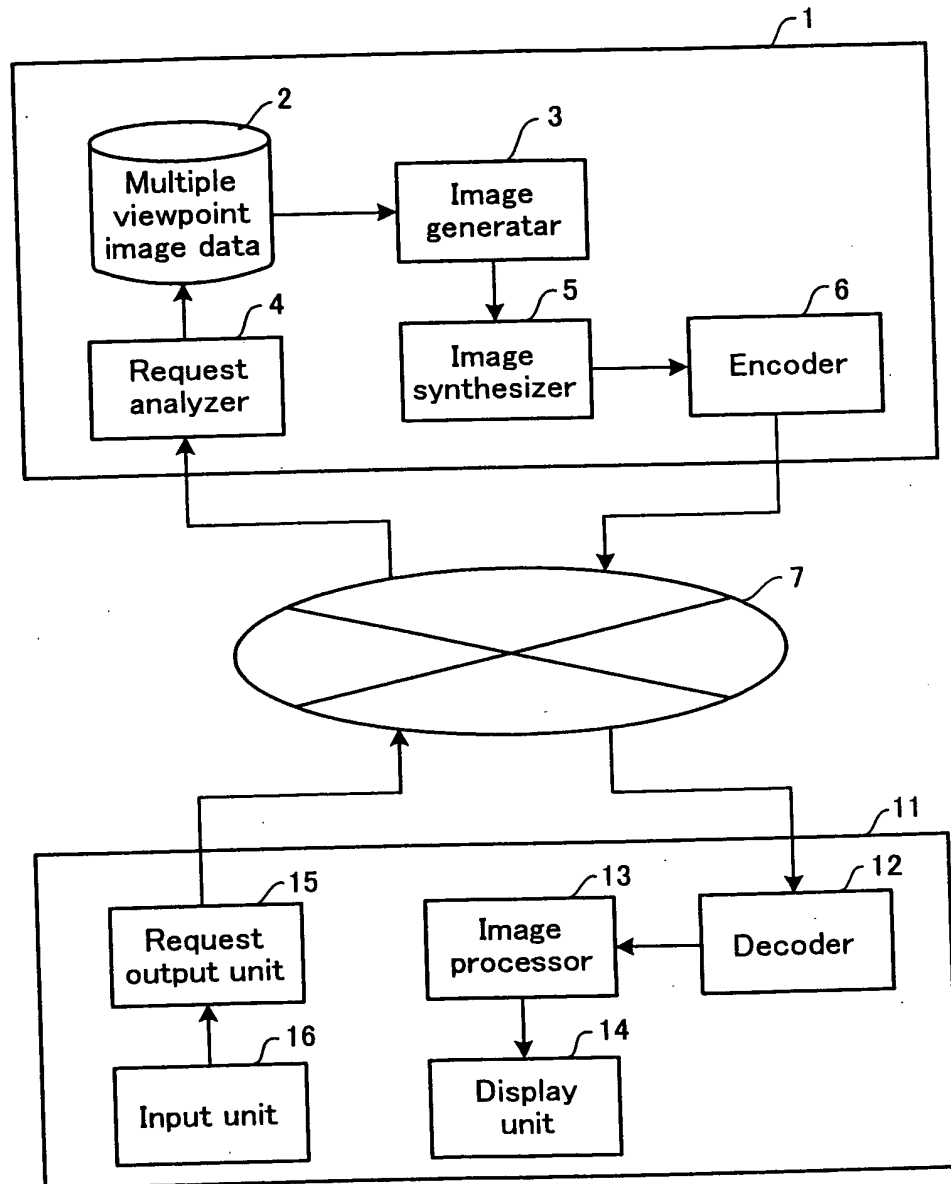 1
2
Multiple
viewpoint
image data
3
Image
generatar
4
Request
analyzer
5
Image
synthesizer
6
Encoder
7
11
15
Request
output unit
13
Image
processor
12
Decoder
16
Input unit
14
Display
unit